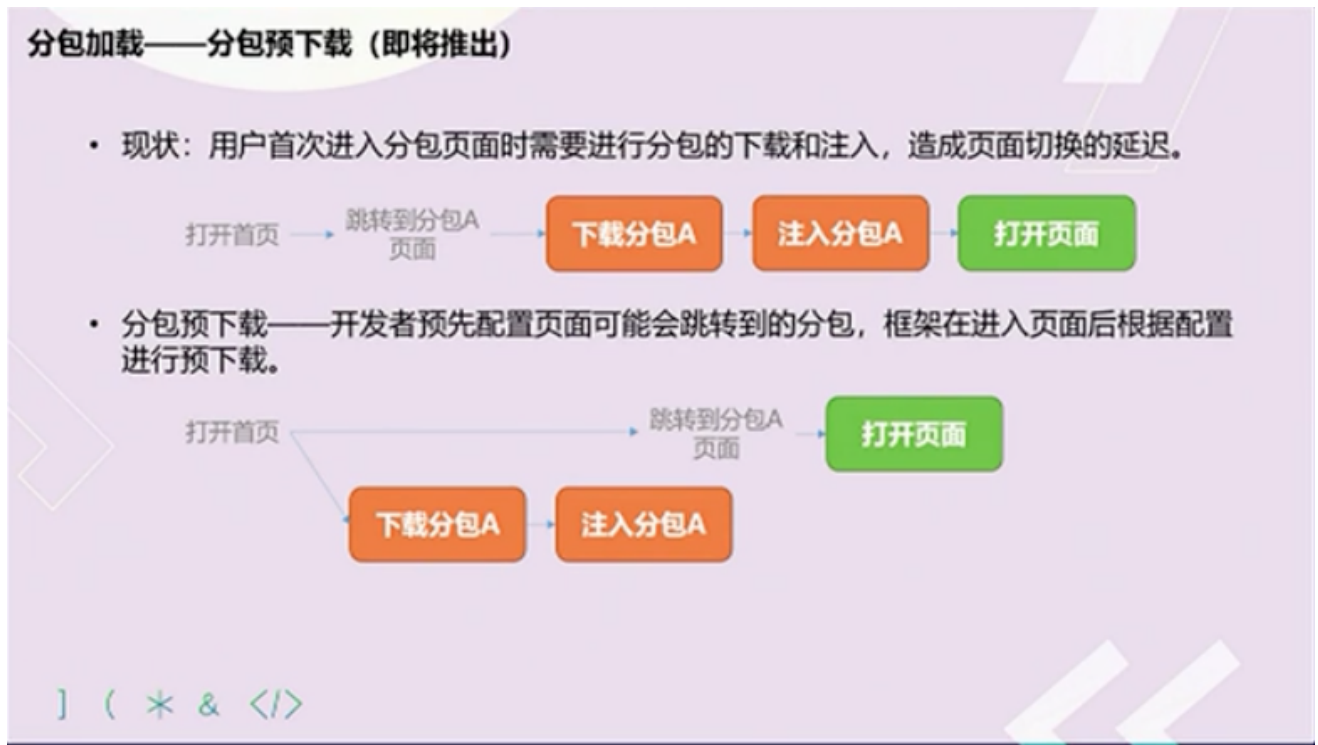 分包加载——分包预下载（即将推出）
• 现状：用户首次进入分包页面时需要进行分包的下载和注入，造成页面切换的延迟。
打开首页
跳转到分包A
页面
下载分包A
注入分包A
打开页面
• 分包预下载——开发者预先配置页面可能会跳转到的分包，框架在进入页面后根据配置
进行预下载。
打开首页
跳转到分包A
页面
打开页面
下载分包A
注入分包A
] ( * & </>